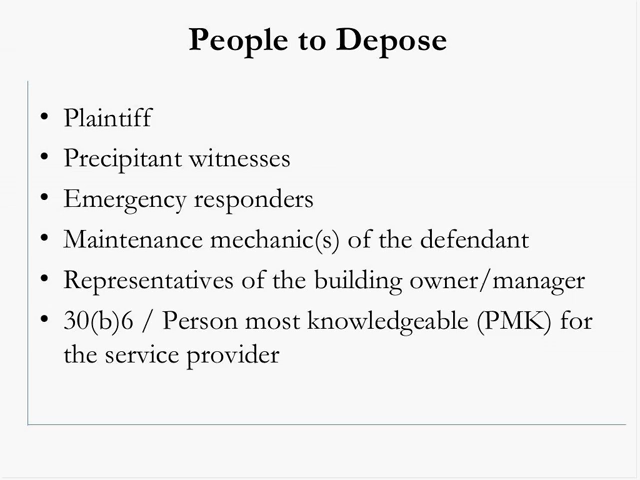 People to Depose
• Plaintiff
• Precipitant witnesses
• Emergency responders
• Maintenance mechanic(s) of the defendant
• Representatives of the building owner/manager
• 30(b)6 / Person most knowledgeable (PMK) for
the service provider